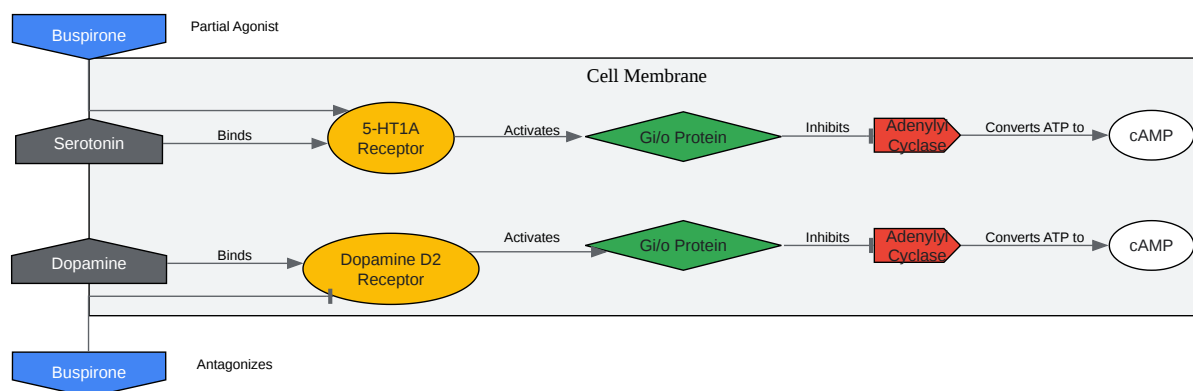 Buspirone
Partial Agonist
Cell Membrane
Serotonin
Binds
5-HT1A
Receptor
Activates
Gi/o Protein
Inhibits
Adenylyl
Cyclase
Converts ATP to
cAMP
Dopamine
Binds
Dopamine D2
Receptor
Activates
Gi/o Protein
Inhibits
Adenylyl
Cyclase
Converts ATP to
cAMP
Buspirone
Antagonizes